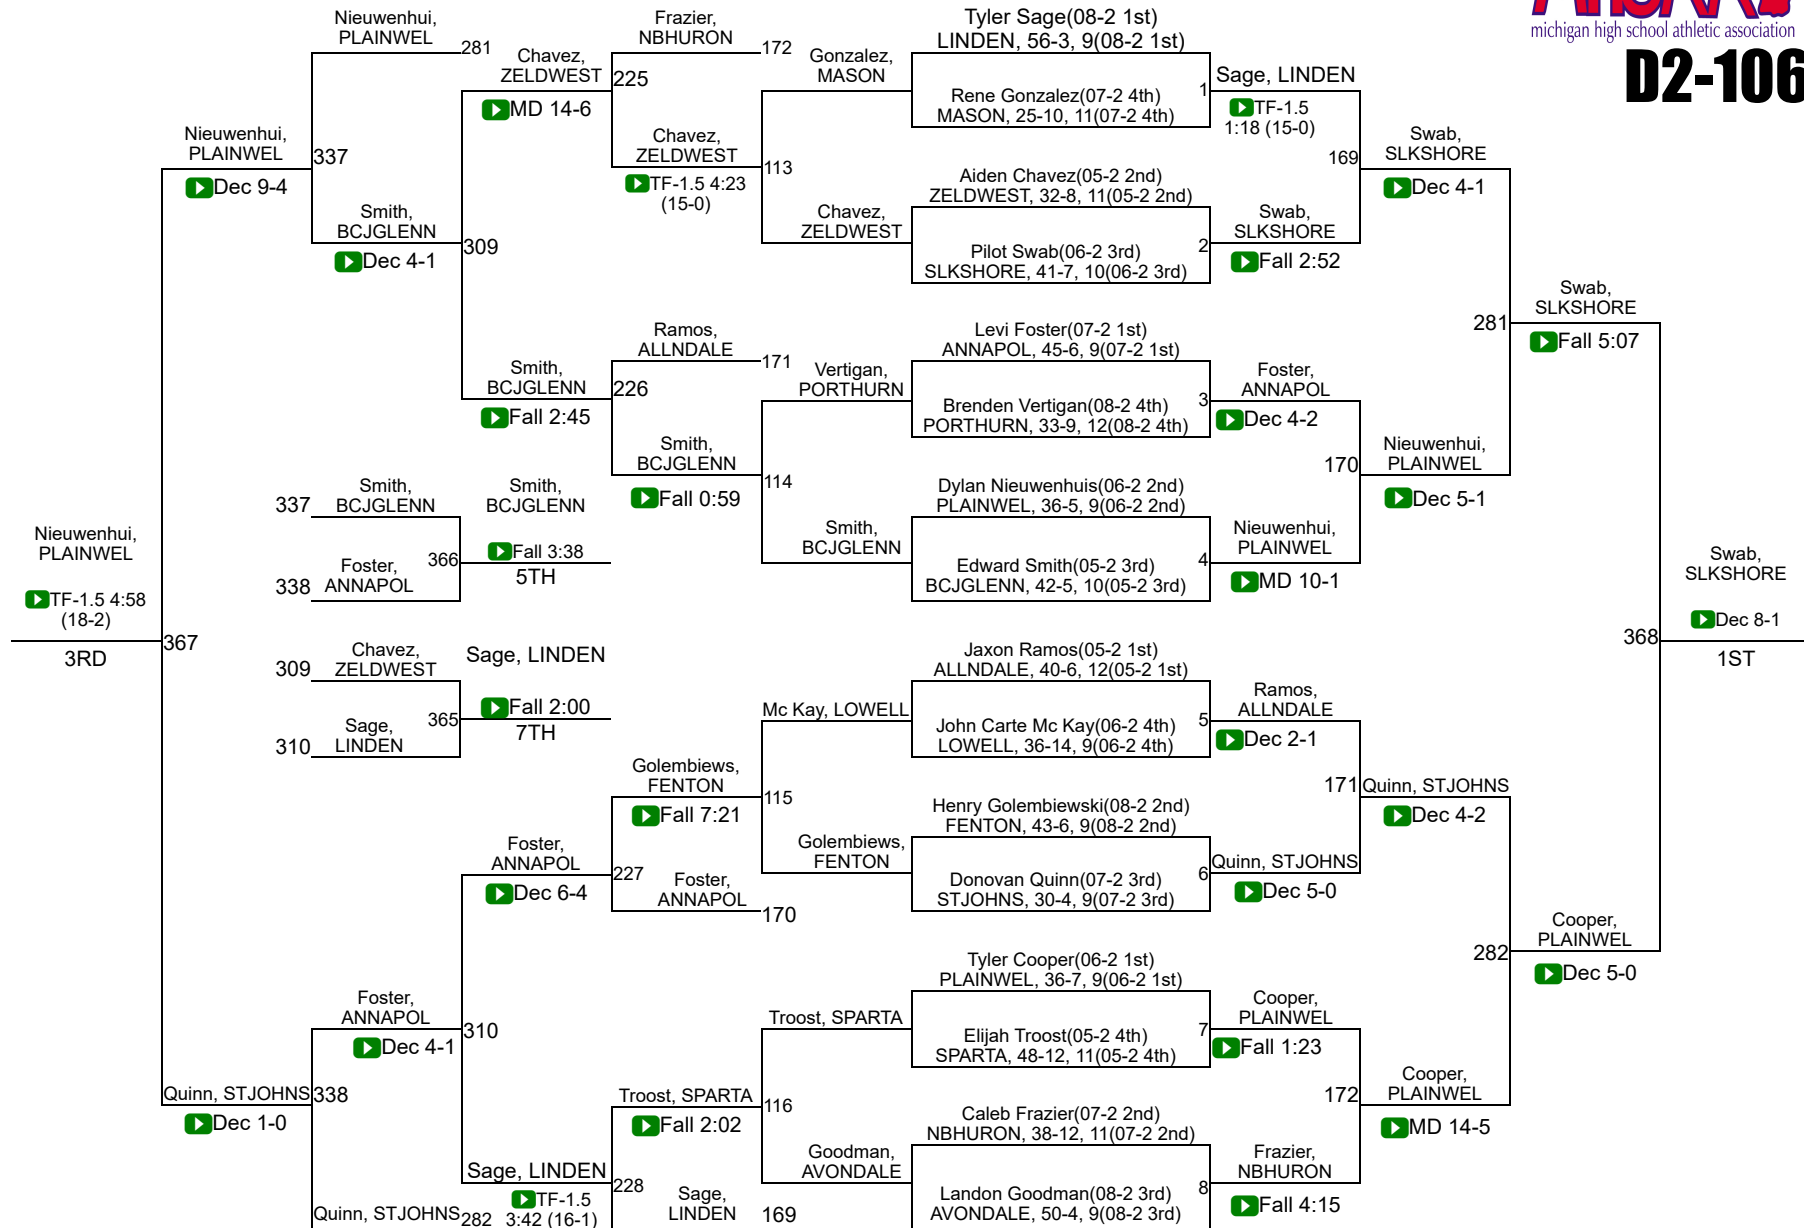 michigan high school athletic association
D2-106
Nieuwenhui,
PLAINWEL
281
Chavez,
ZELDWEST
MD 14-6
Frazier,
NBHURON
172
225
Chavez,
ZELDWEST
TF-1.5 4:23
(15-0)
113
Gonzalez,
MASON
Chavez,
ZELDWEST
Tyler Sage(08-2 1st)
LINDEN, 56-3, 9(08-2 1st)
Rene Gonzalez(07-2 4th)
MASON, 25-10, 11(07-2 4th)
1
Sage, LINDEN
TF-1.5
1:18 (15-0)
Aiden Chavez(05-2 2nd)
ZELDWEST, 32-8, 11(05-2 2nd)
Pilot Swab(06-2 3rd)
SLKSHORE, 41-7, 10(06-2 3rd)
2
Swab,
SLKSHORE
Fall 2:52
169
Swab,
SLKSHORE
Dec 4-1
Nieuwenhui,
PLAINWEL
Dec 9-4
337
Smith,
BCJGLENN
Dec 4-1
309
Smith,
BCJGLENN
Fall 2:45
Ramos,
ALLNDALE
171
226
Smith,
BCJGLENN
Fall 0:59
114
Vertigan,
PORTHURN
Smith,
BCJGLENN
Levi Foster(07-2 1st)
ANNAPOL, 45-6, 9(07-2 1st)
Brenden Vertigan(08-2 4th)
PORTHURN, 33-9, 12(08-2 4th)
3
Foster,
ANNAPOL
Dec 4-2
Dylan Nieuwenhuis(06-2 2nd)
PLAINWEL, 36-5, 9(06-2 2nd)
Edward Smith(05-2 3rd)
BCJGLENN, 42-5, 10(05-2 3rd)
4
Nieuwenhui,
PLAINWEL
MD 10-1
170
Nieuwenhui,
PLAINWEL
Dec 5-1
281
Swab,
SLKSHORE
Fall 5:07
337
Smith,
BCJGLENN
338
Foster,
ANNAPOL
366
Smith,
BCJGLENN
Fall 3:38
5TH
Nieuwenhui,
PLAINWEL
TF-1.5 4:58
(18-2)
3RD
367
309
Chavez,
ZELDWEST
310
Sage,
LINDEN
365
Sage, LINDEN
Fall 2:00
7TH
Swab,
SLKSHORE
Dec 8-1
1ST
368
Mc Kay, LOWELL
Golembiews,
FENTON
Fall 7:21
115
Golembiews,
FENTON
Jaxon Ramos(05-2 1st)
ALLNDALE, 40-6, 12(05-2 1st)
John Carte Mc Kay(06-2 4th)
LOWELL, 36-14, 9(06-2 4th)
5
Ramos,
ALLNDALE
Dec 2-1
Henry Golembiewski(08-2 2nd)
FENTON, 43-6, 9(08-2 2nd)
Donovan Quinn(07-2 3rd)
STJOHNS, 30-4, 9(07-2 3rd)
6
Quinn, STJOHNS
Dec 5-0
171
Quinn, STJOHNS
Dec 4-2
Foster,
ANNAPOL
Dec 6-4
227
Foster,
ANNAPOL
170
Foster,
ANNAPOL
Dec 4-1
310
Troost, SPARTA
Tyler Cooper(06-2 1st)
PLAINWEL, 36-7, 9(06-2 1st)
Elijah Troost(05-2 4th)
SPARTA, 48-12, 11(05-2 4th)
7
Cooper,
PLAINWEL
Fall 1:23
282
Cooper,
PLAINWEL
Dec 5-0
Quinn, STJOHNS
Dec 1-0
338
Troost, SPARTA
Fall 2:02
116
Goodman,
AVONDALE
Caleb Frazier(07-2 2nd)
NBHURON, 38-12, 11(07-2 2nd)
Landon Goodman(08-2 3rd)
AVONDALE, 50-4, 9(08-2 3rd)
8
Frazier,
NBHURON
Fall 4:15
172
Cooper,
PLAINWEL
MD 14-5
Sage, LINDEN
TF-1.5
3:42 (16-1)
228
Sage,
LINDEN
169
Quinn, STJOHNS
282